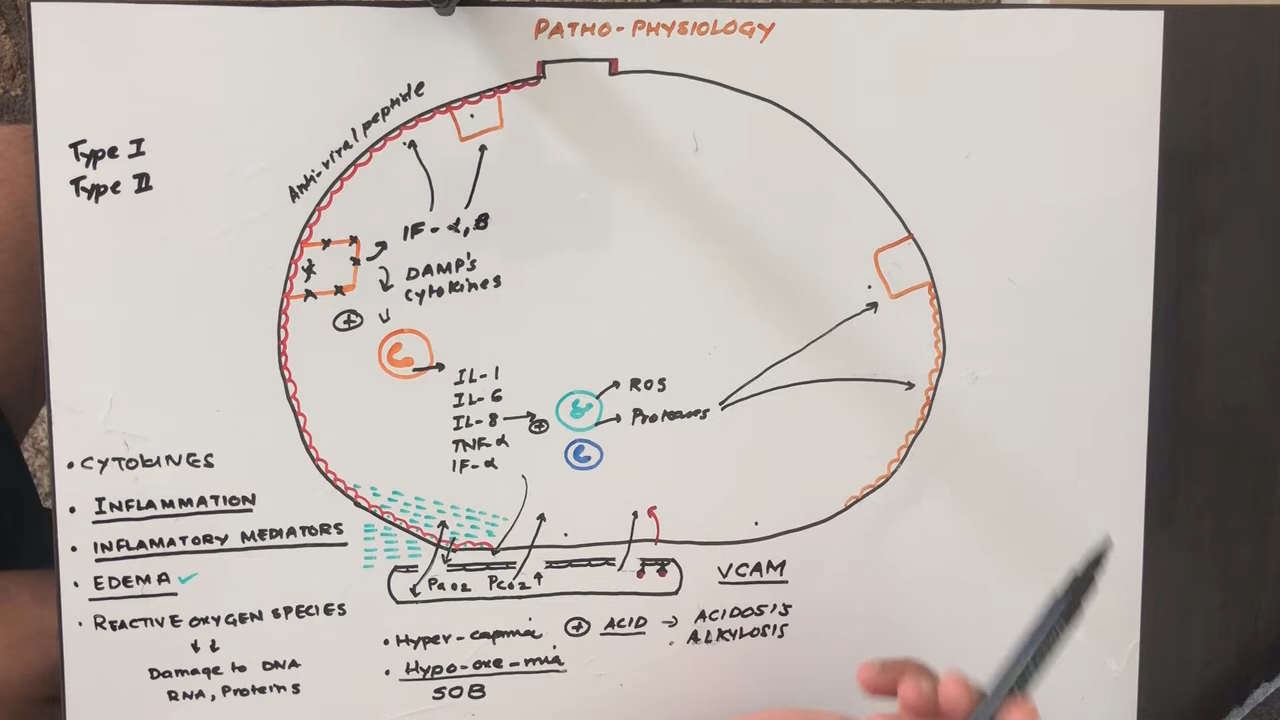 PATHO-PHYSIOLOGY
Anti-viral peptide
Type I
Type II
IF-α,B
DAMP's
Cytokines
+
IL-1
IL-6
IL-8
TNF-α
IF-α
+
ROS
Proteases
• CYTOKINES
• INFLAMMATION
• INFLAMATORY MEDIATORS
• EDEMA ✓
• REACTIVE OXYGEN SPECIES
↓ ↓
Damage to DNA
RNA, Proteins
PaO2 PCO2↑
VCAM
• Hyper-capmia
• Hypo-oxe-mia
SOB
+ ACID → ACIDOSIS
ALKYLOSIS